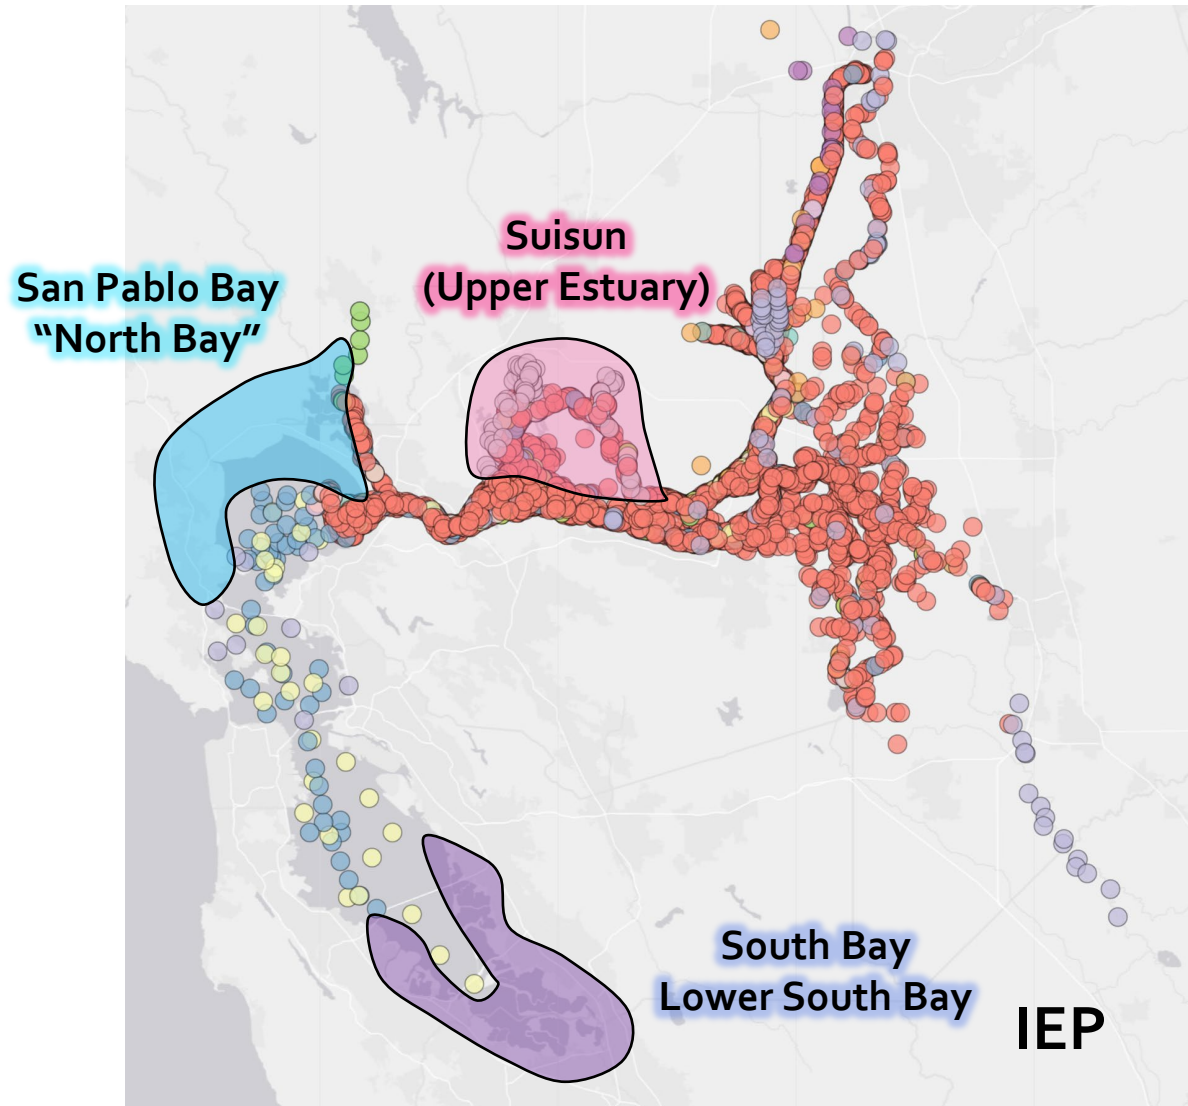 Suisun
(Upper Estuary)
San Pablo Bay
“North Bay”
South Bay
Lower South Bay
IEP